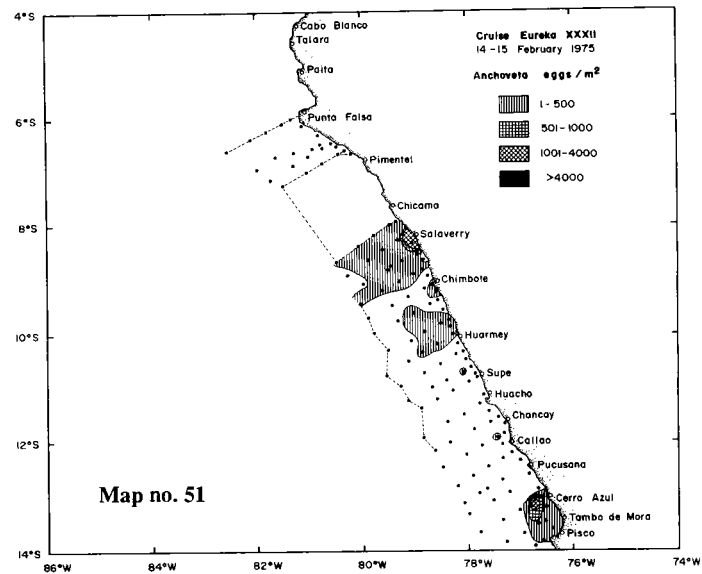 4°S
6°S
8°S
10°S
12°S
14°S
86°W
84°W
82°W
80°W
78°W
76°W
74°W
Cruise Eureka XXXII
14-15 February 1975
Anchoveta eggs/m²
1-500
501-1000
1001-4000
>4000
Cabo Blanco
Talara
Paita
Punta Falsa
Pimentel
Chicama
Salaverry
Chimbote
Huarmey
Supe
Huacho
Chancay
Callao
Pucusana
Cerro Azul
Tambo de Mora
Pisco
Map no. 51